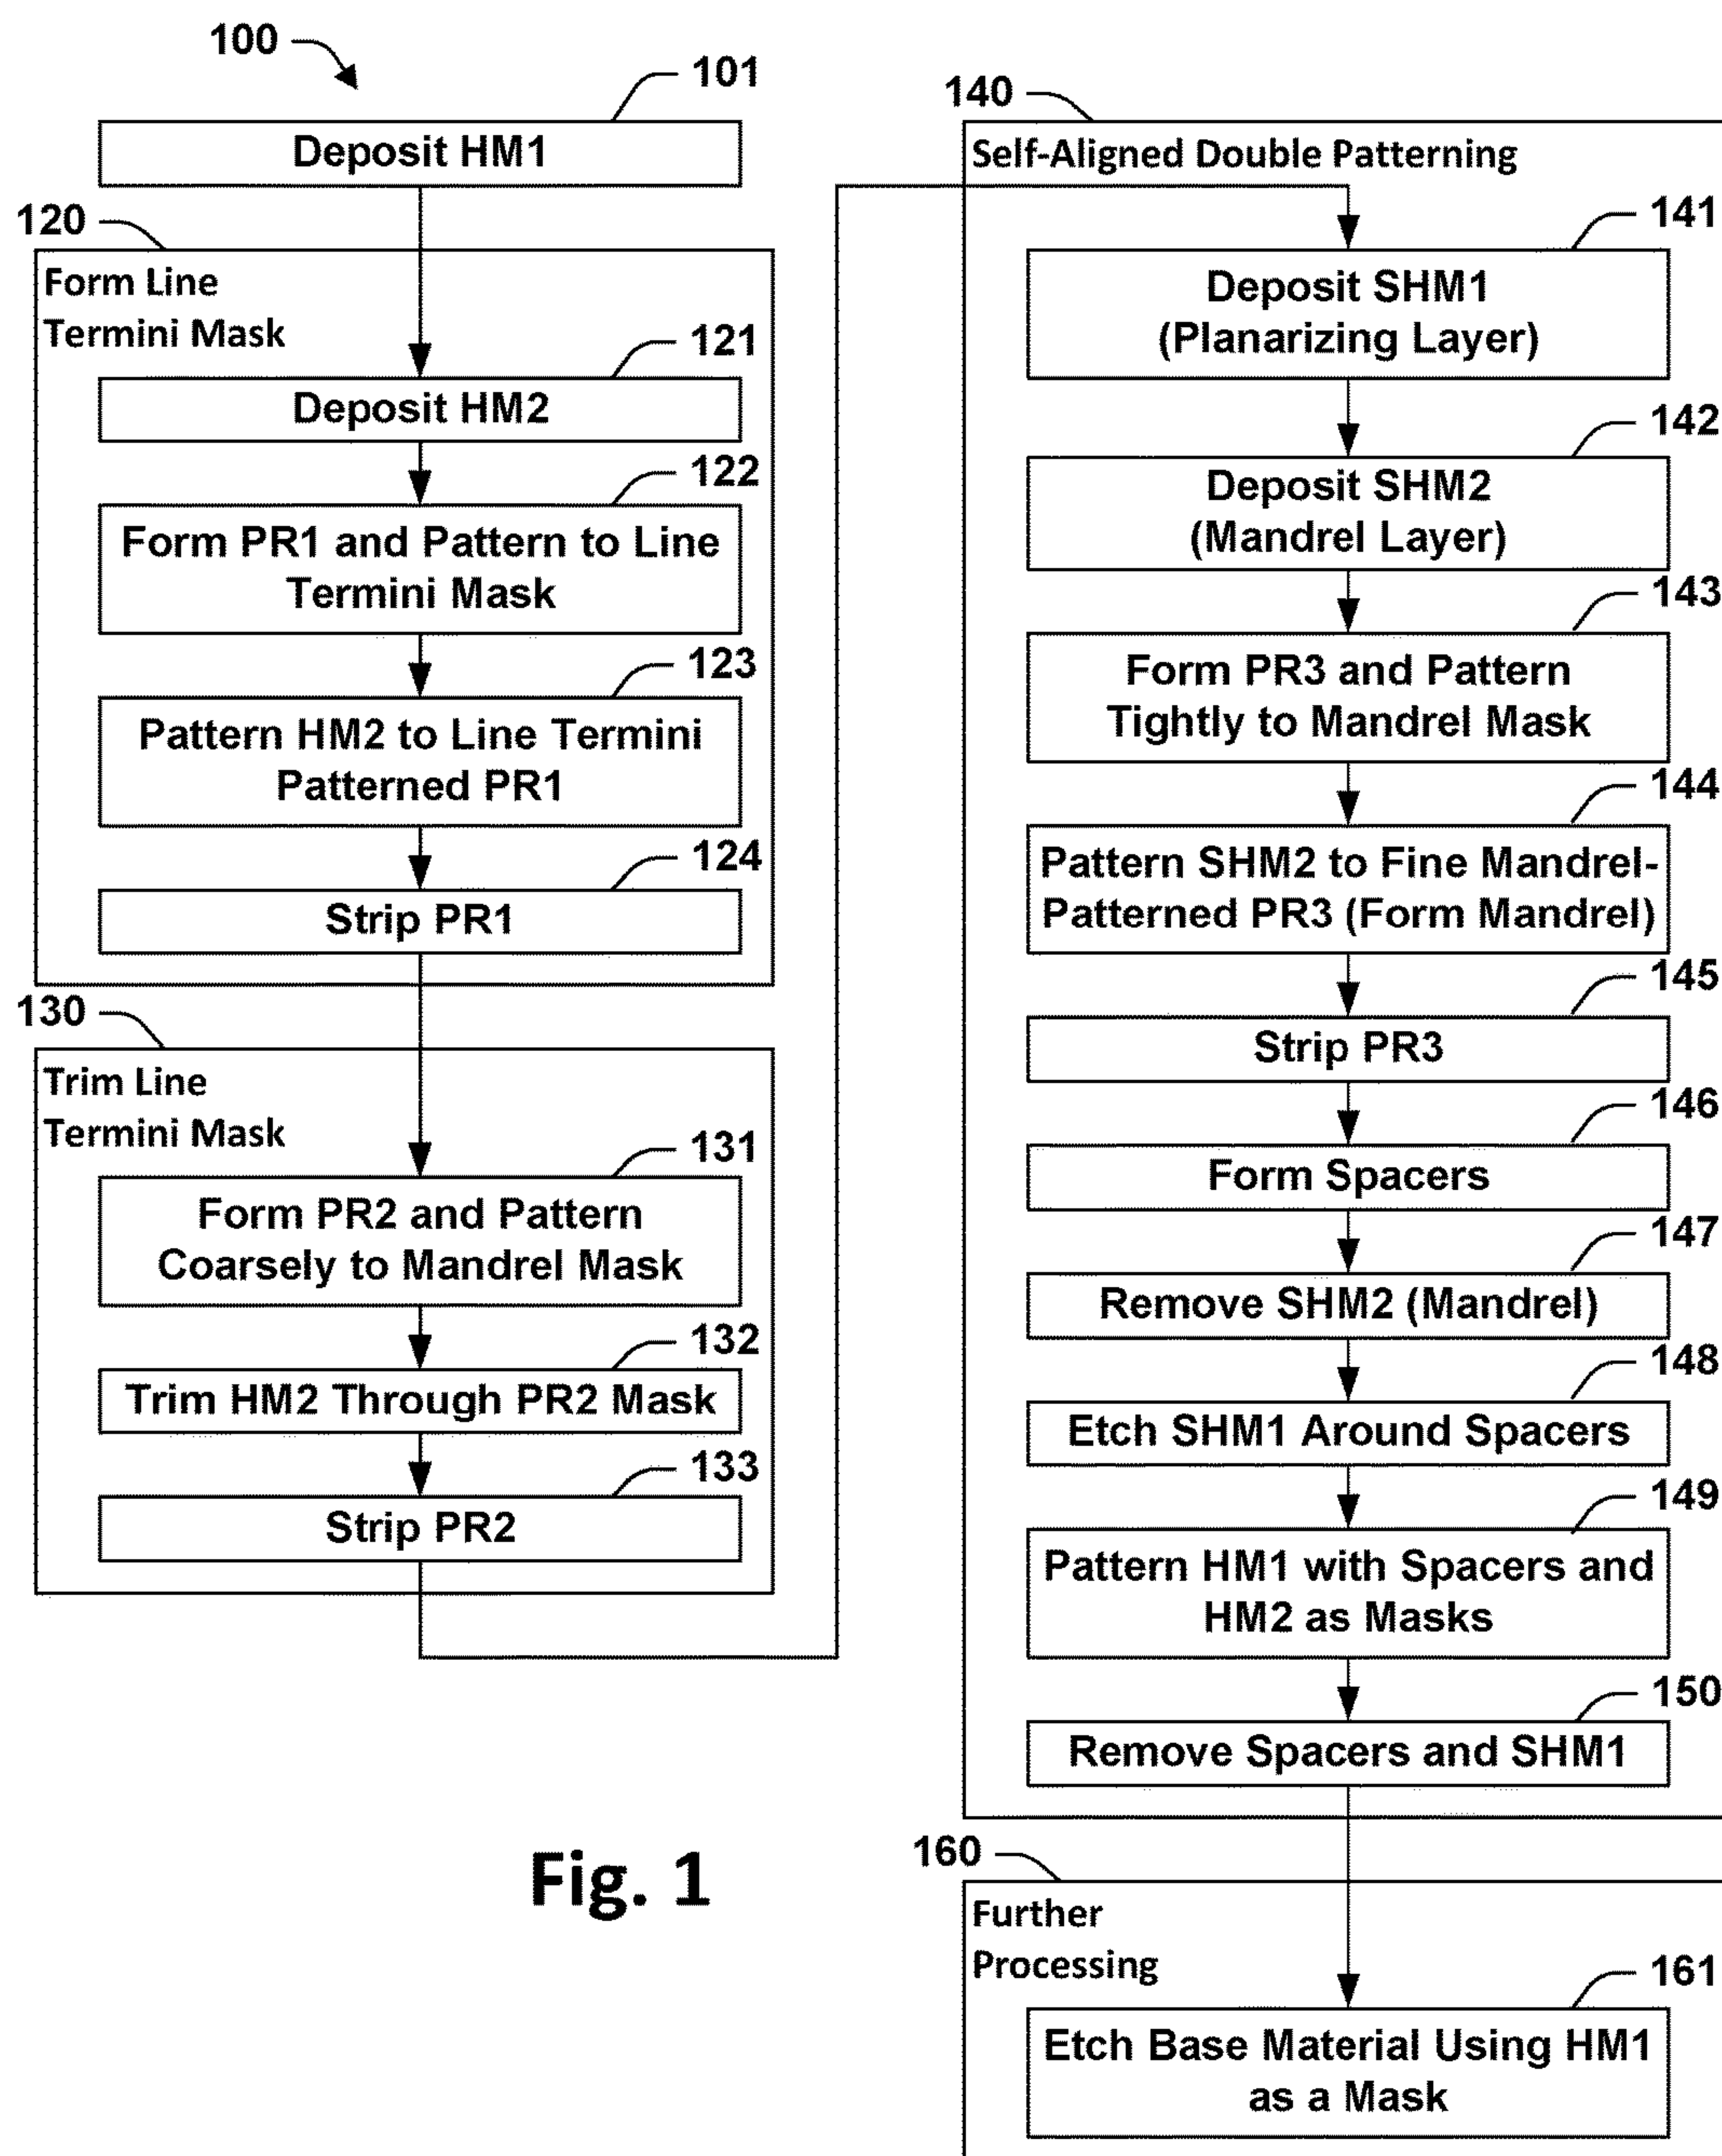 100
101
Deposit HM1
120
Form Line
Termini Mask
121
Deposit HM2
122
Form PR1 and Pattern to Line
Termini Mask
123
Pattern HM2 to Line Termini
Patterned PR1
124
Strip PR1
130
Trim Line
Termini Mask
131
Form PR2 and Pattern
Coarsely to Mandrel Mask
132
Trim HM2 Through PR2 Mask
133
Strip PR2
140
Self-Aligned Double Patterning
141
Deposit SHM1
(Planarizing Layer)
142
Deposit SHM2
(Mandrel Layer)
143
Form PR3 and Pattern
Tightly to Mandrel Mask
144
Pattern SHM2 to Fine Mandrel-
Patterned PR3 (Form Mandrel)
145
Strip PR3
146
Form Spacers
147
Remove SHM2 (Mandrel)
148
Etch SHM1 Around Spacers
149
Pattern HM1 with Spacers and
HM2 as Masks
150
Remove Spacers and SHM1
160
Further
Processing
161
Etch Base Material Using HM1
as a Mask
Fig. 1